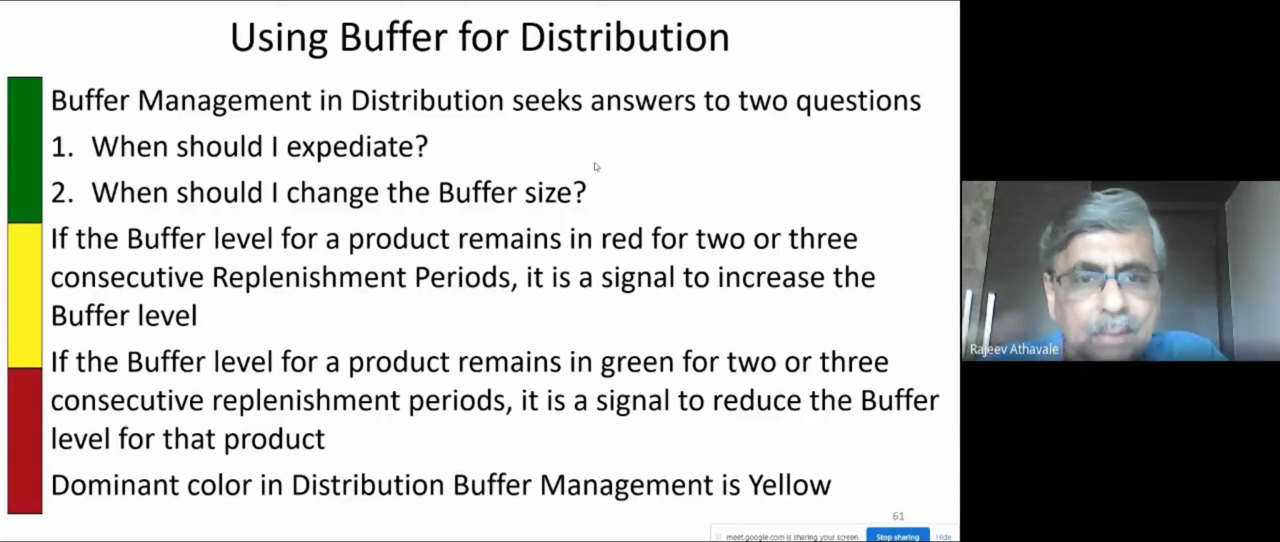 Using Buffer for Distribution
Buffer Management in Distribution seeks answers to two questions
1. When should I expediate?
2. When should I change the Buffer size?
If the Buffer level for a product remains in red for two or three
consecutive Replenishment Periods, it is a signal to increase the
Buffer level
If the Buffer level for a product remains in green for two or three
consecutive replenishment periods, it is a signal to reduce the Buffer
level for that product
Dominant color in Distribution Buffer Management is Yellow
61
meet.google.com is sharing your screen.
Stop sharing
Hide
Rajeev Athavale